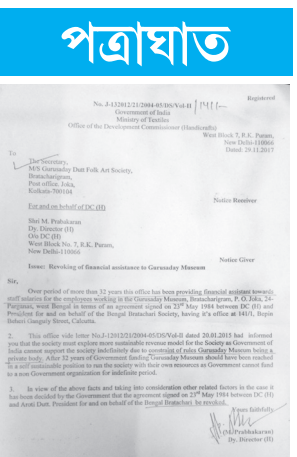 পত্রাঘাত
Registered
No. J-12012/21/2004-05/DS/Vol-II
Government of India
Ministry of Textiles
Office of the Development Commissioner (Handicrafts)
West Block 7, R.K. Puram,
New Delhi-110066
Dated: 20.11.2017
To
The Secretary,
M/S Gurusaday Dutt Folk Art Society,
Bratacharigram,
Post office, Joka,
Kolkata-700104
Notice Receiver
For and on behalf of DC (H)
Shri M. Prabakaran
Dy. Director (H)
O/o DC (H)
West Block No. 7, R.K. Puram,
New Delhi-110066
Notice Giver
Issue: Revoking of financial assistance to Gurusaday Museum
Sir,
Over period of more than 32 years this office has been providing financial assistance towards
staff salaries for the employees working in the Gurusaday Museum, Bratacharigram, P. O. Joka, 24-
Parganas, west Bengal in terms of an agreement signed on 23rd May 1984 between DC (H) and
President for and on behalf of the Bengal Bratachari Society, having it's office at 141/1, Bepin
Behari Ganguly Street, Calcutta.
2. This office vide letter No J-12012/21/2004-05/DS/Vol-II dated 20.01.2015 had informed
you that the society must explore more sustainable revenue model for the Society as Government of
India cannot support the society indefinitely due to constraint of rules Gurusaday Museum being a
private body. After 32 years of Government funding Gurusaday Museum should have been reached
in a self sustainable position to run the society with their own resources as Government cannot fund
to a non Government organisation for indefinite period.
3. In view of the above facts and taking into consideration other related factors in the case it
has been decided by the Government that the agreement signed on 23rd May 1984 between DC (H)
and Aroti Dutt, President for and on behalf of the Bengal Bratachari be revoked.
Yours faithfully,
(M. Prabhakaran)
Dy. Director (H)